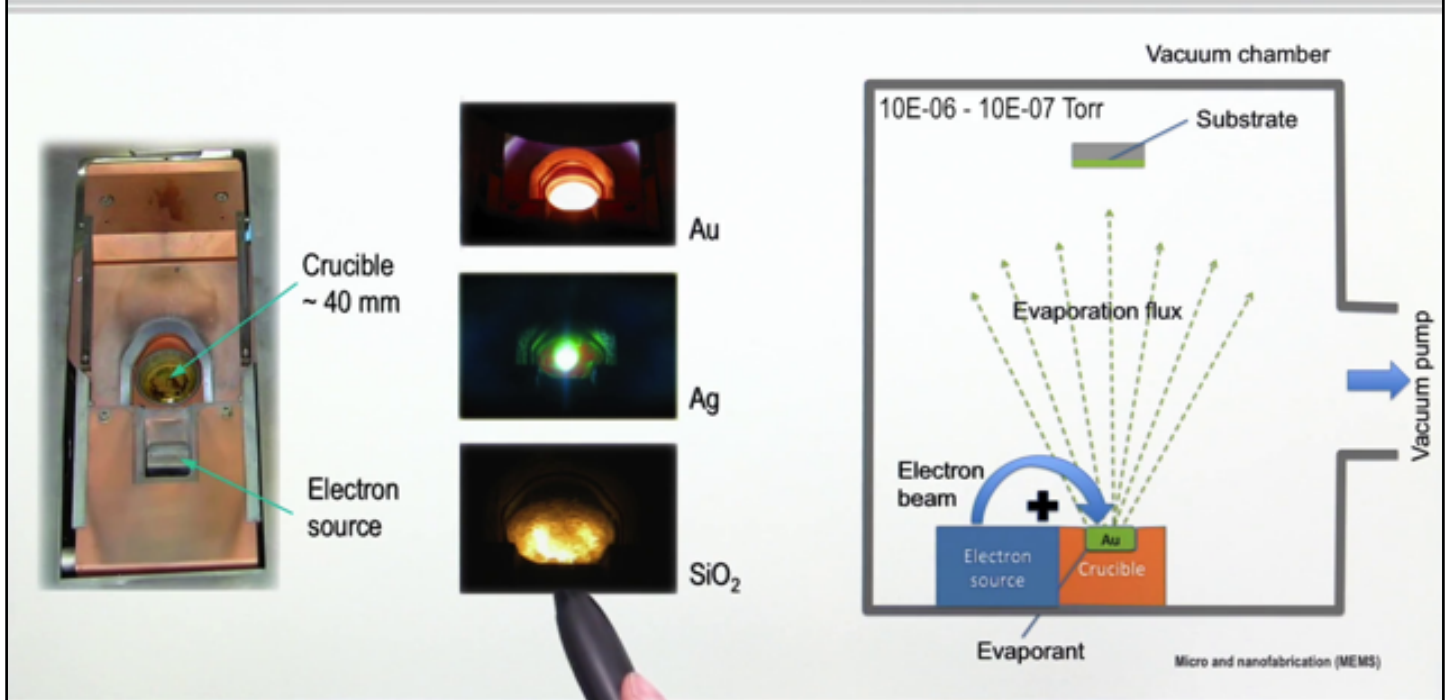 Crucible
~ 40 mm
Electron
source
Au
Ag
SiO₂
Vacuum chamber
10E-06 - 10E-07 Torr
Substrate
Evaporation flux
Vacuum pump
Electron
beam
Au
Electron
source
Crucible
Evaporant
Micro and nanofabrication (MEMS)